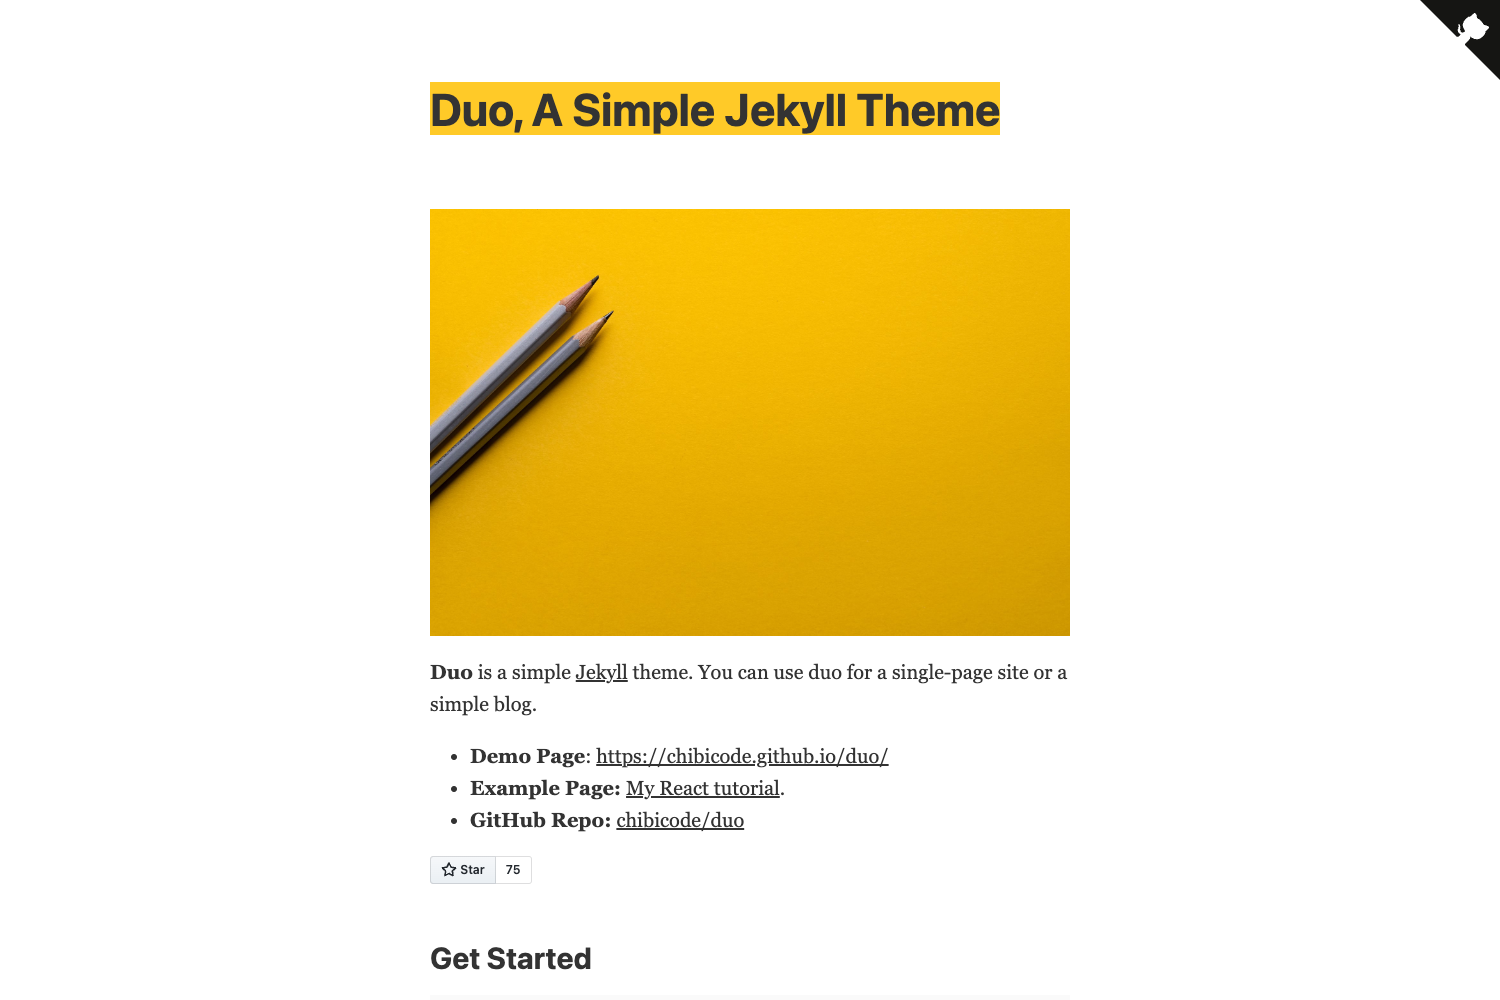 Duo, A Simple Jekyll Theme
Duo is a simple Jekyll theme. You can use duo for a single-page site or a
simple blog.
Demo Page: https://chibicode.github.io/duo/
Example Page: My React tutorial.
GitHub Repo: chibicode/duo
Star 75
Get Started